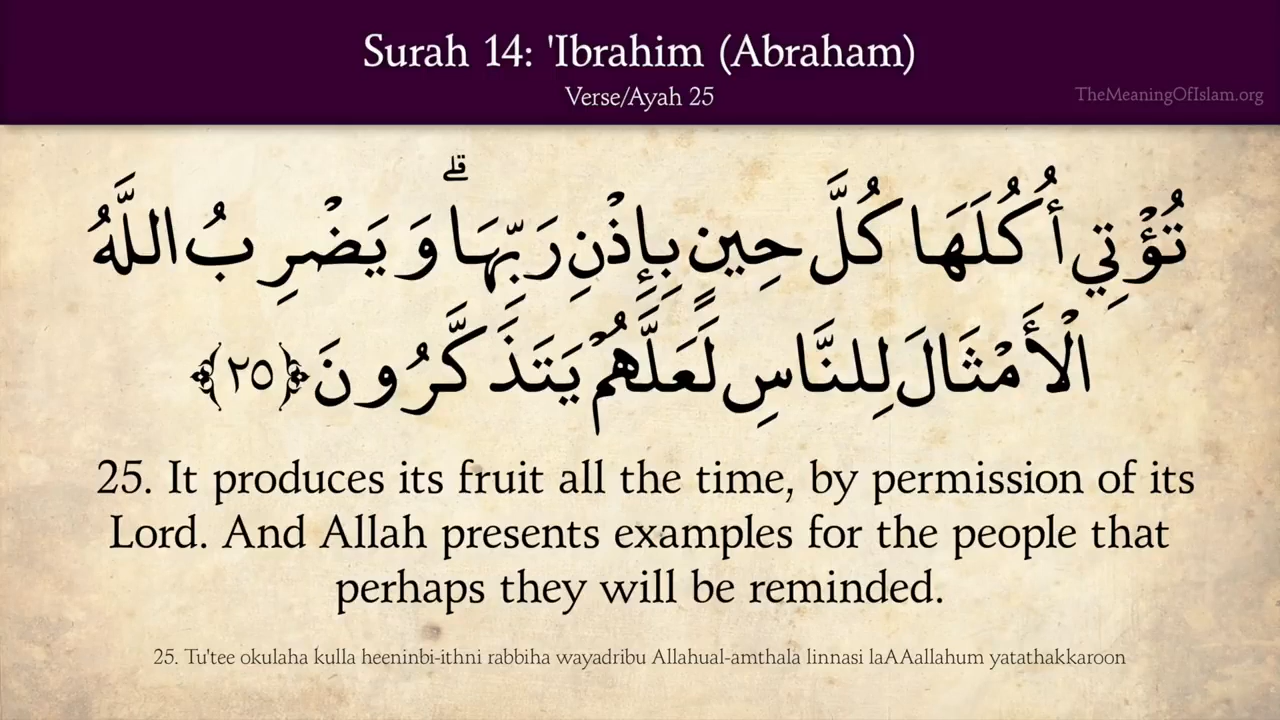 Surah 14: 'Ibrahim (Abraham)
Verse/Ayah 25
TheMeaningOfIslam.org
تُؤْتِي أُكُلَهَا كُلَّ حِينٍ بِإِذْنِ رَبِّهَا ۗ وَيَضْرِبُ اللَّهُ
الْأَمْثَالَ لِلنَّاسِ لَعَلَّهُمْ يَتَذَكَّرُونَ ﴿٢٥﴾
25. It produces its fruit all the time, by permission of its
Lord. And Allah presents examples for the people that
perhaps they will be reminded.
25. Tu'tee okulaha kulla heeninbi-ithni rabbiha wayadribu Allahual-amthala linnasi laAAallahum yatathakkaroon